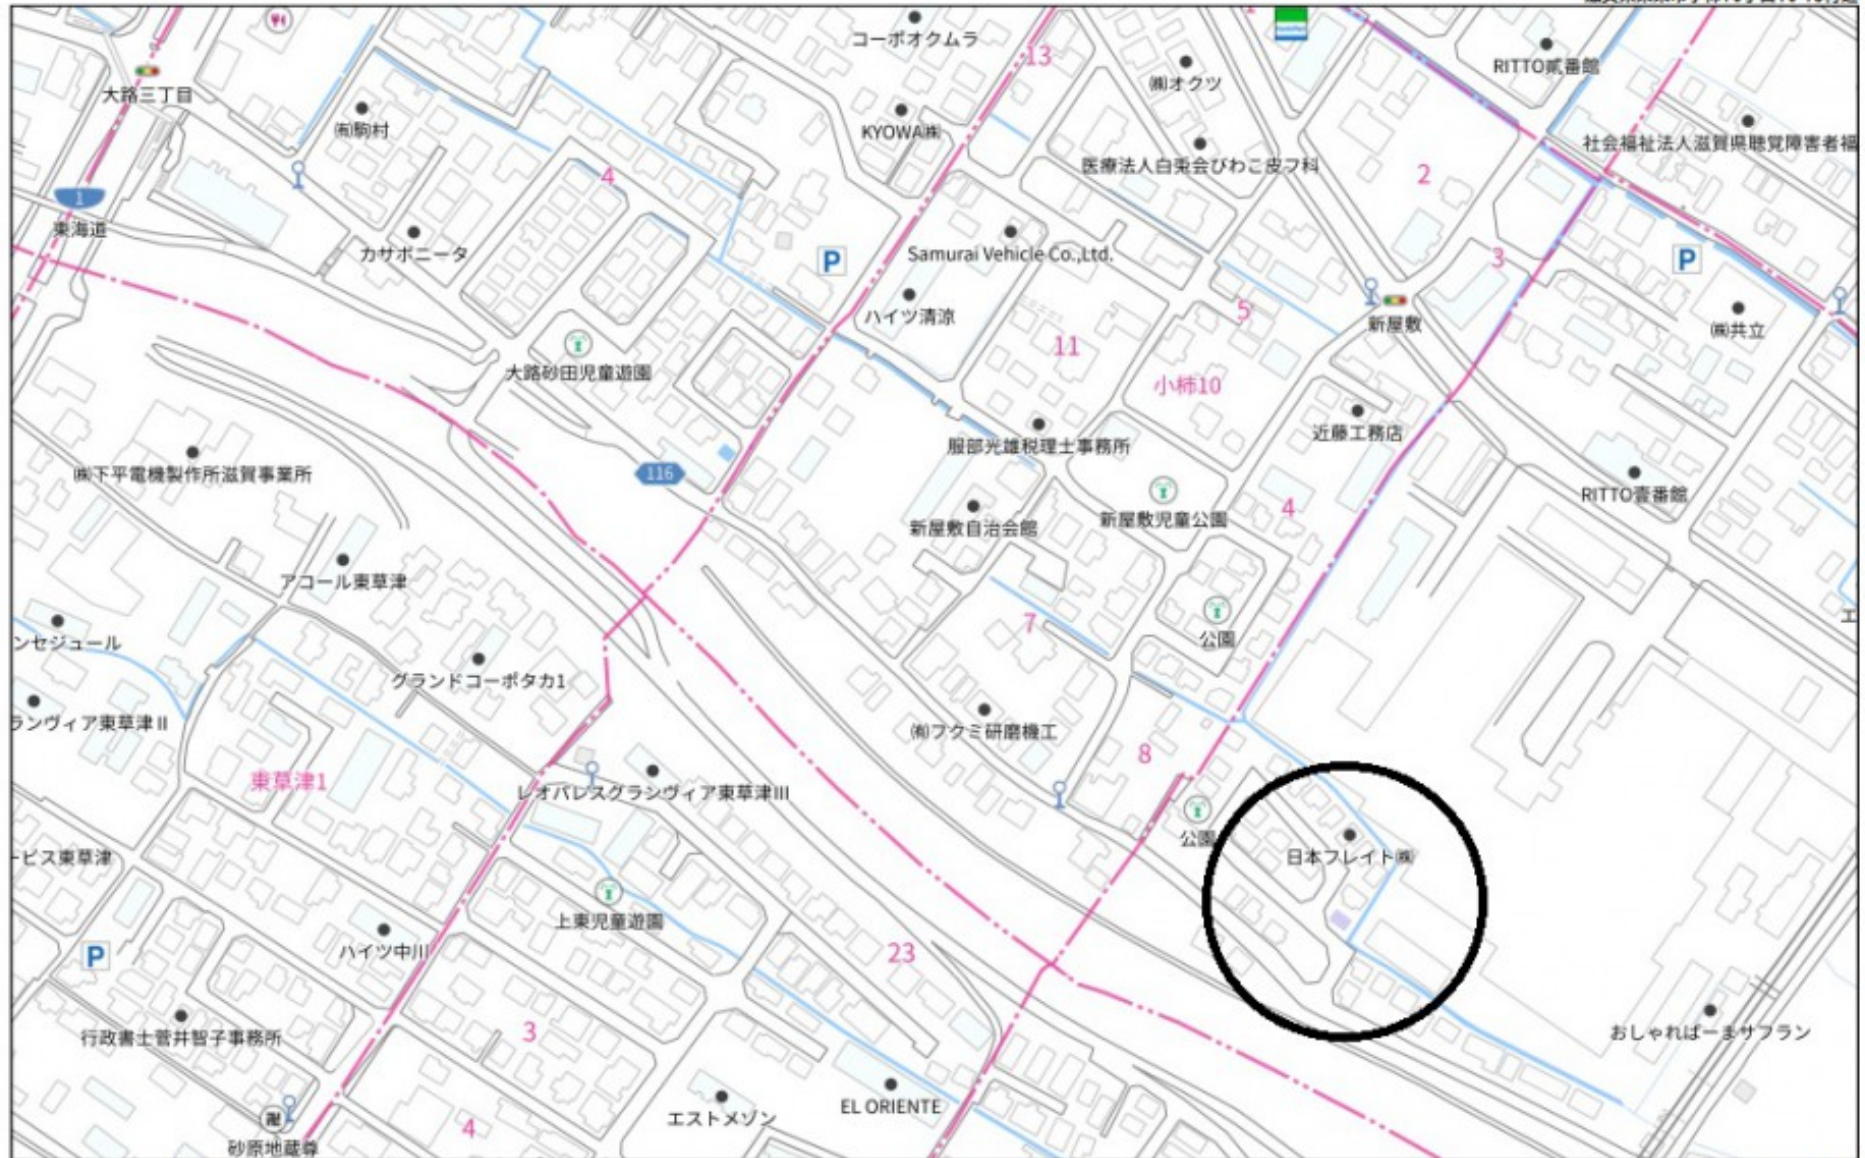 コーポオクムラ
13
㈱オクツ
RITTO貳番館
大路三丁目
㈲駒村
KYOWA㈱
医療法人白兎会びわこ皮フ科
社会福祉法人滋賀県聴覚障害者福
4
2
1
東海道
カサボニータ
P
Samurai Vehicle Co.,Ltd.
3
P
ハイツ清涼
5
新屋敷
㈱共立
11
大路砂田児童遊園
小柿10
近藤工務店
服部光雄税理士事務所
㈱下平電機製作所滋賀事業所
116
RITTO壹番館
新屋敷自治会館
新屋敷児童公園
4
アコール東草津
7
公園
ンセジュール
エ
グランドコーポタカ1
ランヴィア東草津Ⅱ
㈲フクミ研磨機工
8
東草津1
レオパレスグランヴィア東草津III
公園
日本フレイト㈱
ービス東草津
上東児童遊園
ハイツ中川
P
23
行政書士菅井智子事務所
3
おしゃれぱーまサフラン
エストメゾン
EL ORIENTE
4
砂原地蔵尊